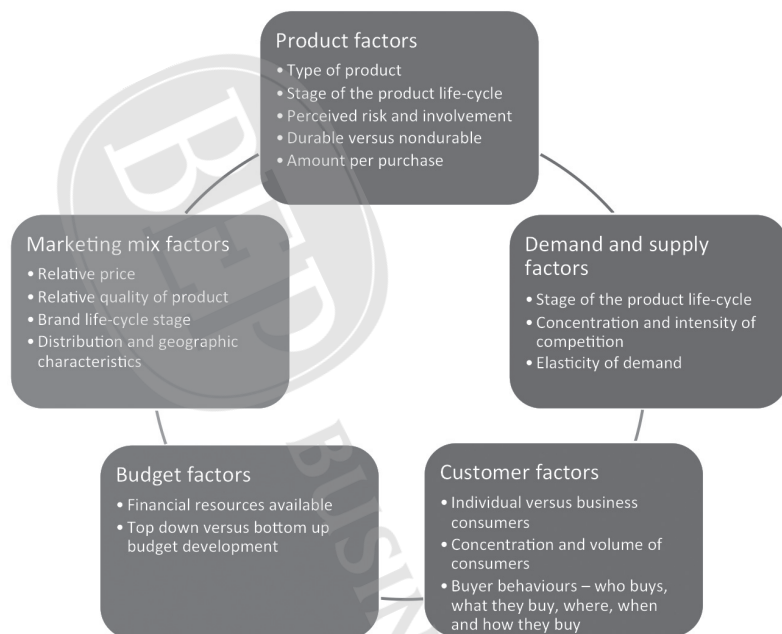 Product factors
• Type of product
• Stage of the product life-cycle
• Perceived risk and involvement
• Durable versus nondurable
• Amount per purchase
Marketing mix factors
• Relative price
• Relative quality of product
• Brand life-cycle stage
• Distribution and geographic
characteristics
Demand and supply
factors
• Stage of the product life-cycle
• Concentration and intensity of
competition
• Elasticity of demand
Budget factors
• Financial resources available
• Top down versus bottom up
budget development
Customer factors
• Individual versus business
consumers
• Concentration and volume of
consumers
• Buyer behaviours – who buys,
what they buy, where, when
and how they buy
BEP
BUSIN